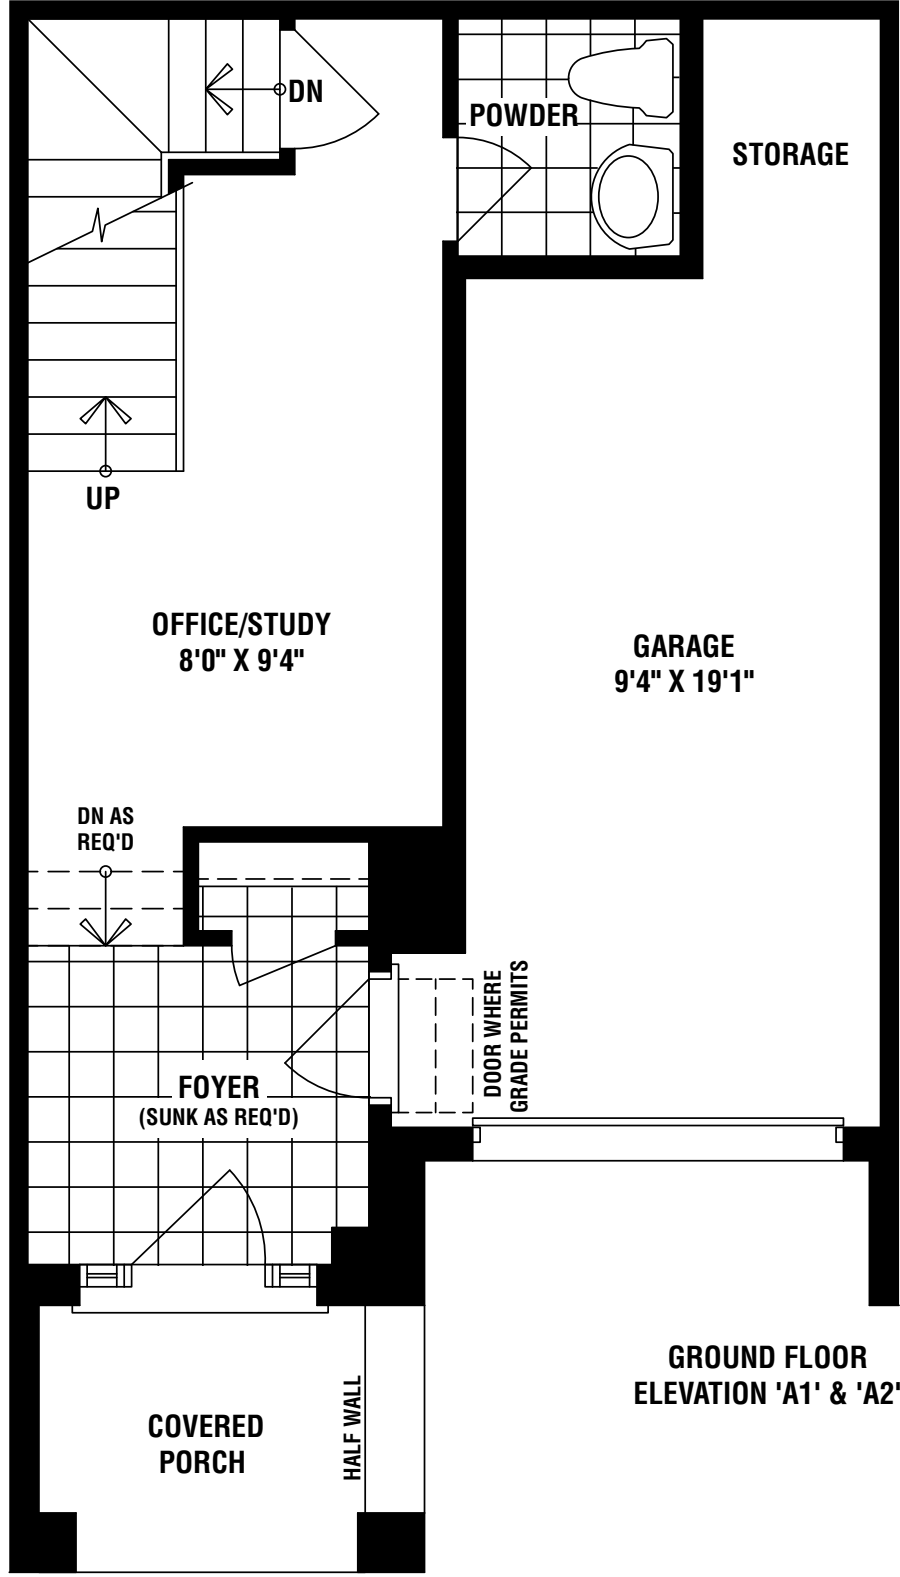 DN
POWDER
STORAGE
UP
OFFICE/STUDY
8'0" X 9'4"
GARAGE
9'4" X 19'1"
DN AS
REQ'D
DOOR WHERE
GRADE PERMITS
FOYER
(SUNK AS REQ'D)
GROUND FLOOR
ELEVATION 'A1' & 'A2'
HALF WALL
COVERED
PORCH